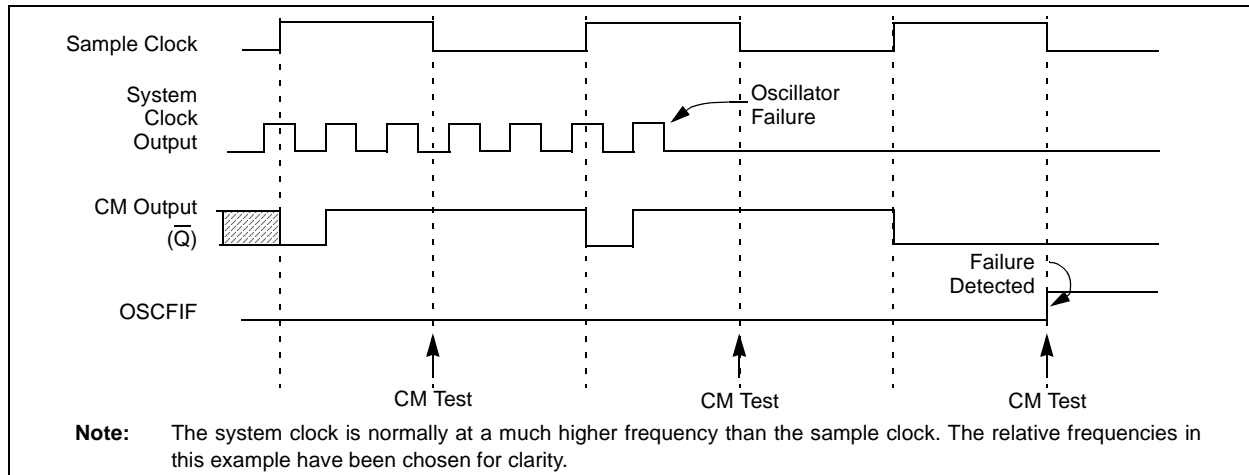 Sample Clock
System
Clock
Output
Oscillator
Failure
CM Output
(Q̅)
Failure
Detected
OSCFIF
CM Test
CM Test
CM Test
Note: The system clock is normally at a much higher frequency than the sample clock. The relative frequencies in
this example have been chosen for clarity.